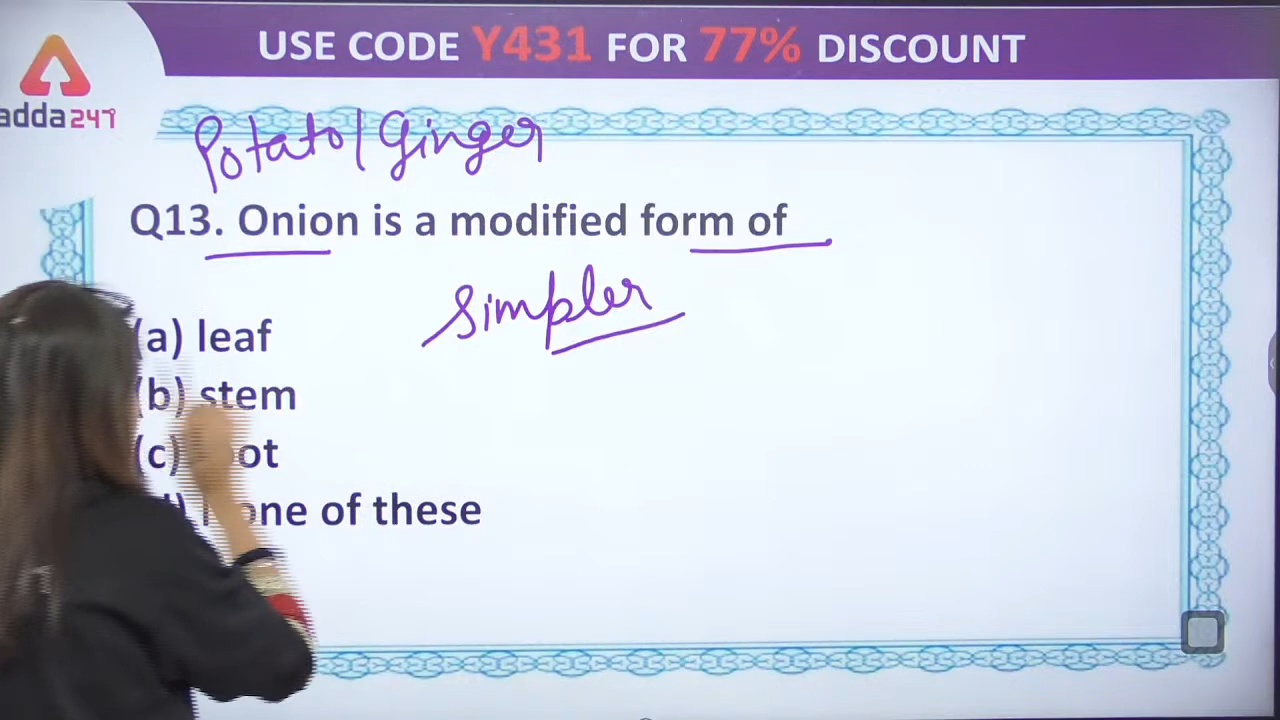 USE CODE Y431 FOR 77% DISCOUNT
adda247
Potato/Ginger
Q13. Onion is a modified form of
Simpler
(a) leaf
(b) stem
(c)
none of these